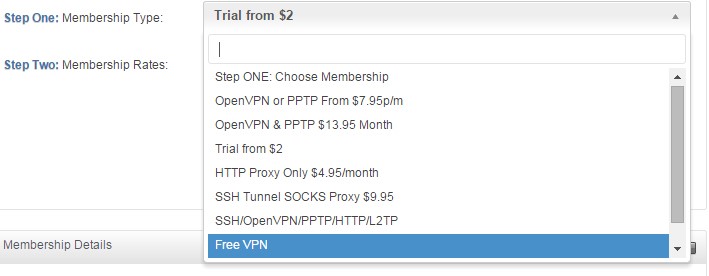 Step One: Membership Type:
Trial from $2
Step Two: Membership Rates:
Step ONE: Choose Membership
OpenVPN or PPTP From $7.95p/m
OpenVPN & PPTP $13.95 Month
Trial from $2
HTTP Proxy Only $4.95/month
SSH Tunnel SOCKS Proxy $9.95
SSH/OpenVPN/PPTP/HTTP/L2TP
Free VPN
Membership Details